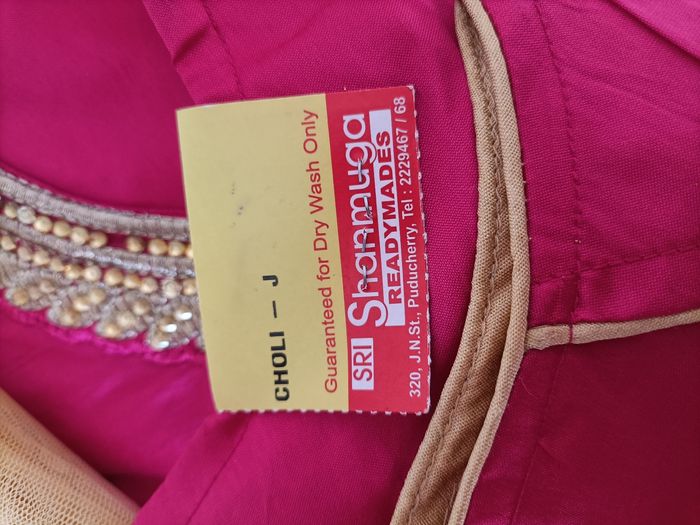 SRI Shanmuga
READYMADES
320, J.N.St., Puducherry, Tel : 2229467 / 68
Guaranteed for Dry Wash Only
CHOLI - J